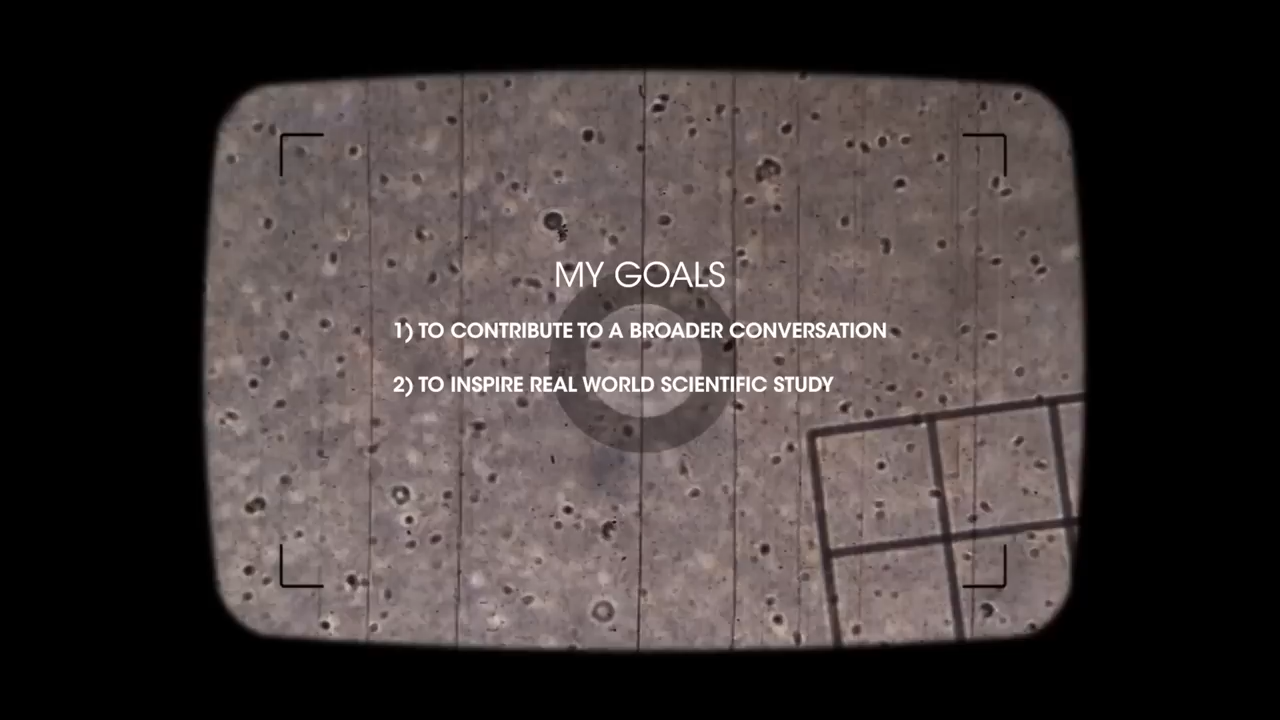 MY GOALS
1) TO CONTRIBUTE TO A BROADER CONVERSATION
2) TO INSPIRE REAL WORLD SCIENTIFIC STUDY